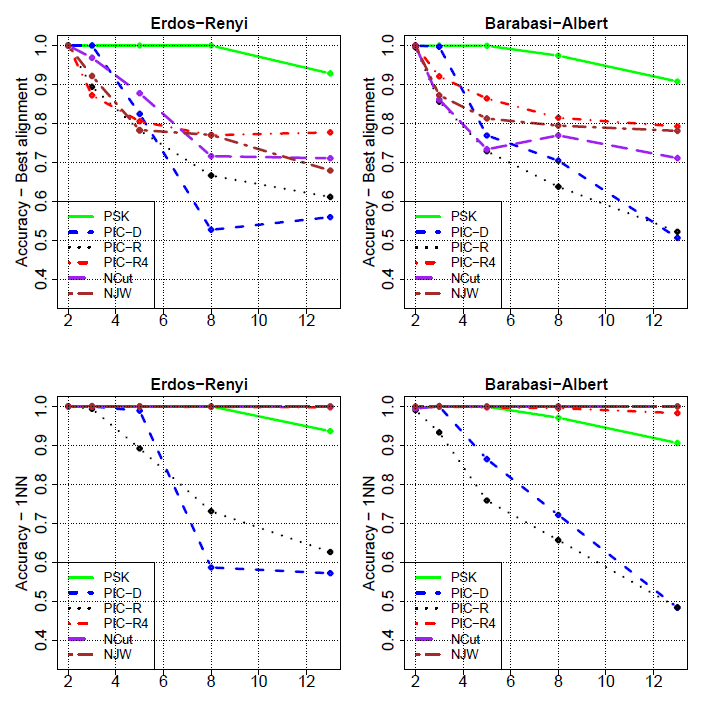 Erdos−Renyi
Accuracy − Best alignment
1.0
0.9
0.8
0.7
0.6
0.5
0.4
PSK
PIC−D
PIC−R
PIC−R4
NCut
NJW
2 4 6 8 10 12
Barabasi−Albert
Accuracy − Best alignment
1.0
0.9
0.8
0.7
0.6
0.5
0.4
PSK
PIC−D
PIC−R
PIC−R4
NCut
NJW
2 4 6 8 10 12
Erdos−Renyi
Accuracy − 1NN
1.0
0.9
0.8
0.7
0.6
0.5
0.4
PSK
PIC−D
PIC−R
PIC−R4
NCut
NJW
2 4 6 8 10 12
Barabasi−Albert
Accuracy − 1NN
1.0
0.9
0.8
0.7
0.6
0.5
0.4
PSK
PIC−D
PIC−R
PIC−R4
NCut
NJW
2 4 6 8 10 12